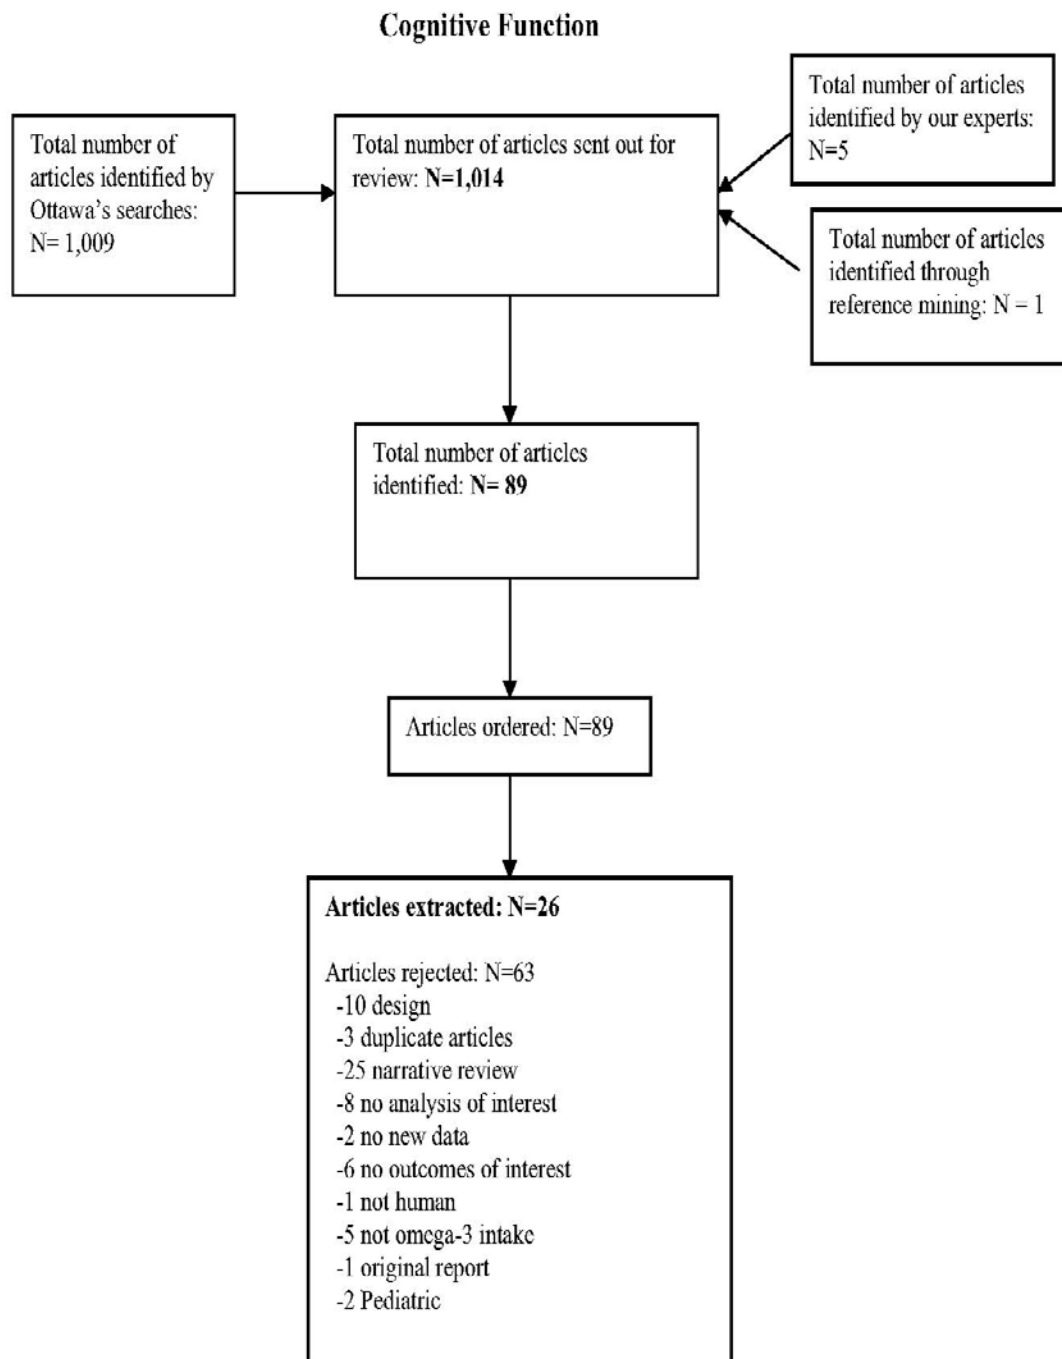 Cognitive Function
Total number of
articles identified by
Ottawa's searches:
N= 1,009
Total number of articles sent out for
review: N=1,014
Total number of articles
identified by our experts:
N=5
Total number of articles
identified through
reference mining: N = 1
Total number of articles
identified: N= 89
Articles ordered: N=89
Articles extracted: N=26
Articles rejected: N=63
-10 design
-3 duplicate articles
-25 narrative review
-8 no analysis of interest
-2 no new data
-6 no outcomes of interest
-1 not human
-5 not omega-3 intake
-1 original report
-2 Pediatric